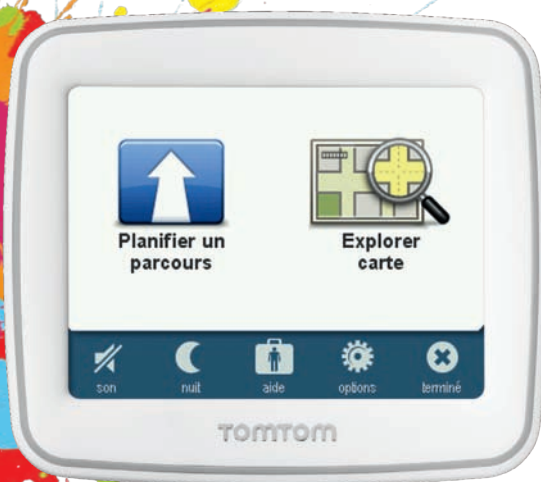 Planifier un
parcours
Explorer
carte
son
nuit
aide
options
terminé
TOMTOM